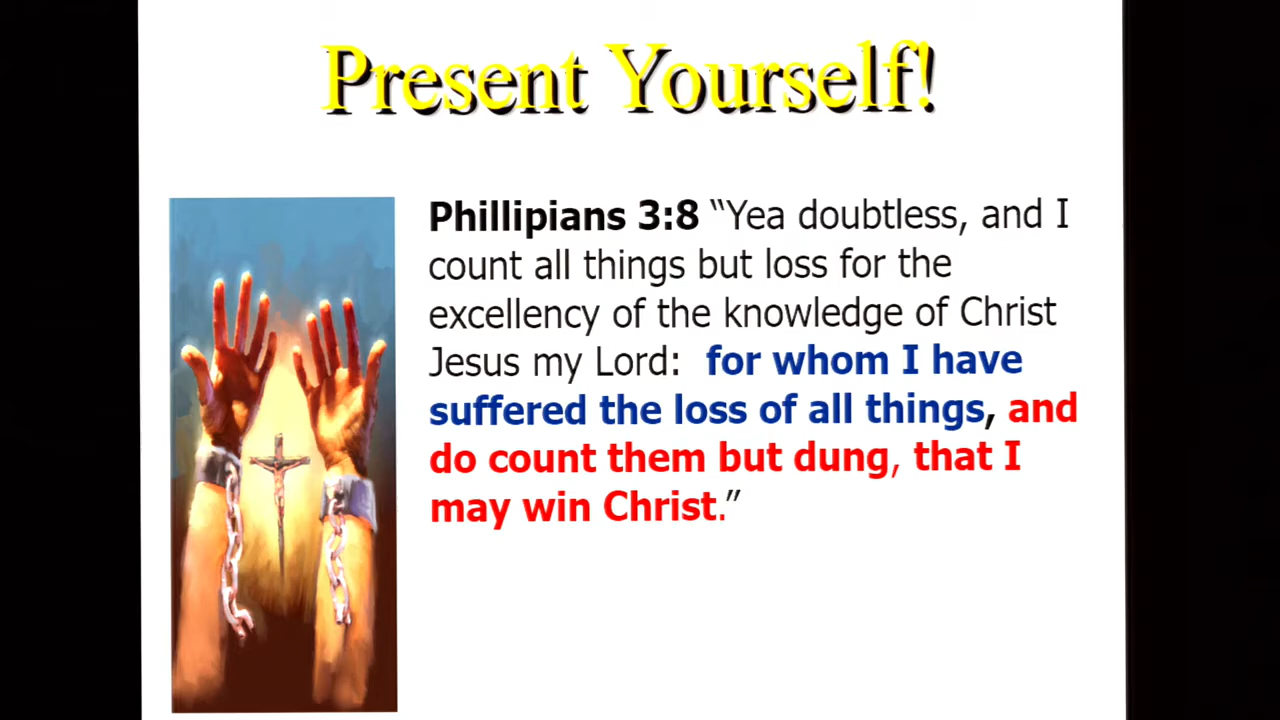 Present Yourself!
Phillipians 3:8 “Yea doubtless, and I
count all things but loss for the
excellency of the knowledge of Christ
Jesus my Lord: for whom I have
suffered the loss of all things, and
do count them but dung, that I
may win Christ.”